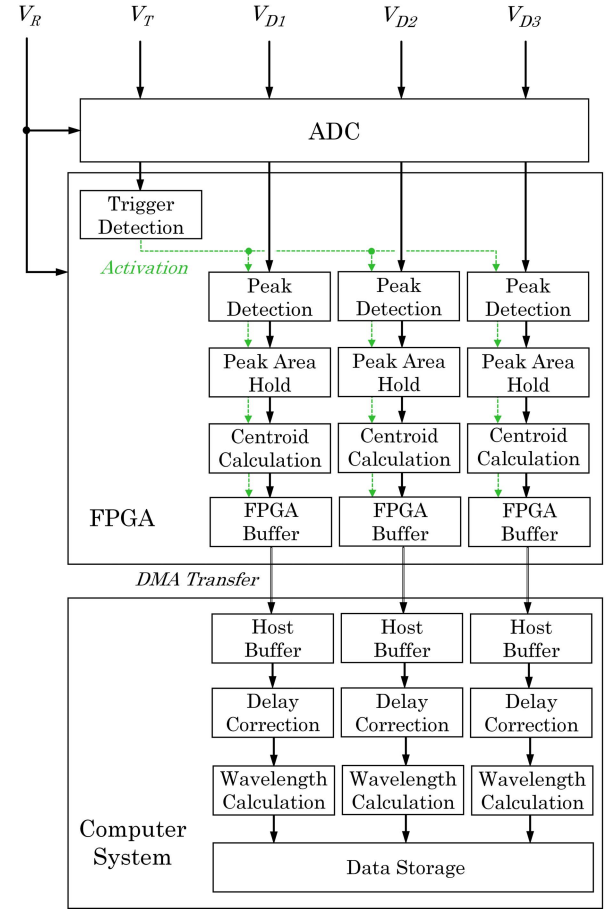 V_R V_T V_D1 V_D2 V_D3
ADC
Trigger
Detection
Activation
Peak Peak Peak
Detection Detection Detection
Peak Area Peak Area Peak Area
Hold Hold Hold
Centroid Centroid Centroid
Calculation Calculation Calculation
FPGA FPGA FPGA
Buffer Buffer Buffer
FPGA
DMA Transfer
Host Host Host
Buffer Buffer Buffer
Delay Delay Delay
Correction Correction Correction
Wavelength Wavelength Wavelength
Calculation Calculation Calculation
Computer
System
Data Storage